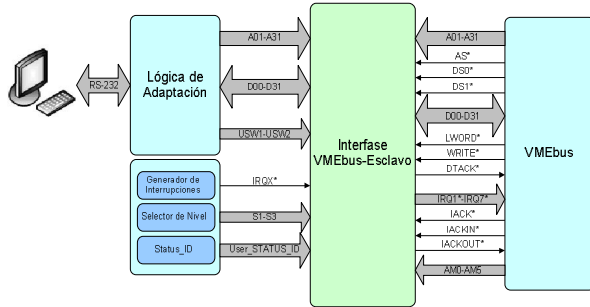 RS-232
Lógica de
Adaptación
A01-A31
D00-D31
USW1-USW2
Generador de
Interrupciones
Selector de Nivel
Status_ID
IRQX*
S1-S3
User_STATUS_ID
Interfase
VMEbus-Esclavo
A01-A31
AS*
DS0*
DS1*
D00-D31
LWORD*
WRITE*
DTACK*
IRQ1*-IRQ7*
IACK*
IACKIN*
IACKOUT*
AM0-AM5
VMEbus